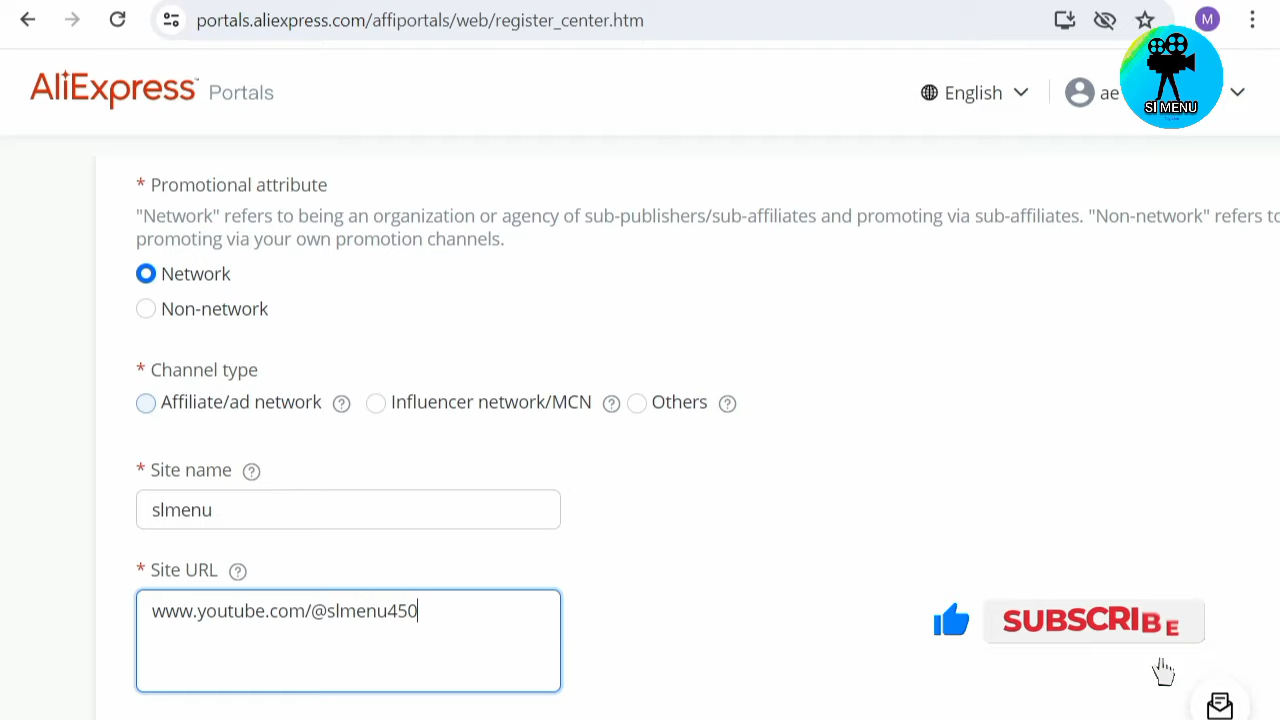 portals.aliexpress.com/affiportals/web/register_center.htm
M
AliExpress™ Portals
English
ae
SI MENU
* Promotional attribute
"Network" refers to being an organization or agency of sub-publishers/sub-affiliates and promoting via sub-affiliates. "Non-network" refers to
promoting via your own promotion channels.
Network
Non-network
* Channel type
Affiliate/ad network ? Influencer network/MCN ? Others ?
* Site name ?
slmenu
* Site URL ?
www.youtube.com/@slmenu450
SUBSCRIBE